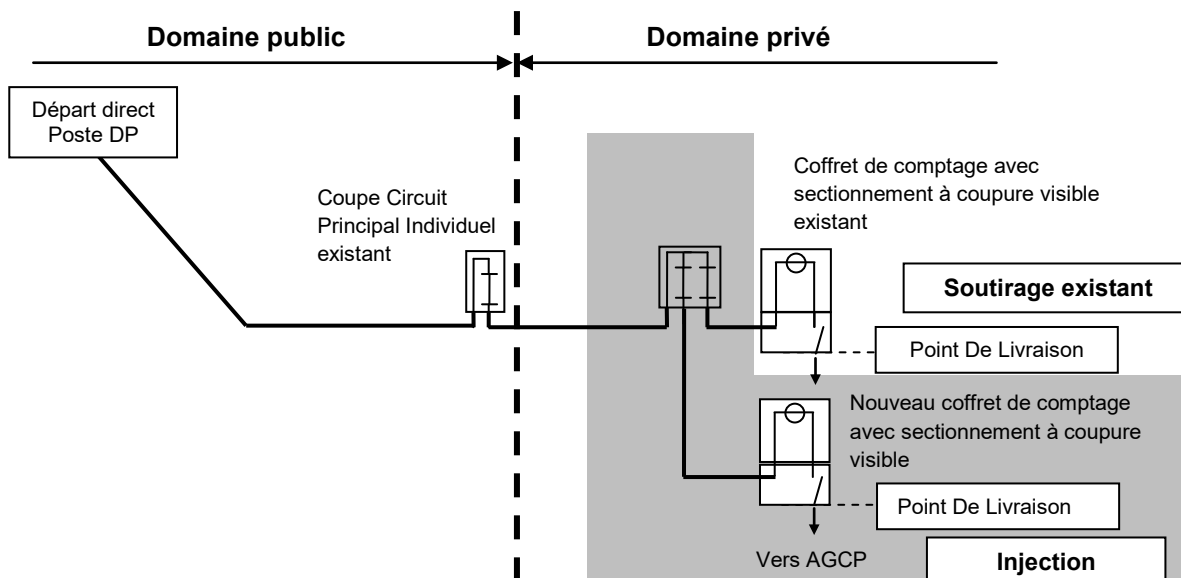 Domaine public
Domaine privé
Départ direct
Poste DP
Coupe Circuit
Principal Individuel
existant
Coffret de comptage avec
sectionnement à coupure visible
existant
Soutirage existant
Point De Livraison
Nouveau coffret de comptage
avec sectionnement à coupure
visible
Point De Livraison
Vers AGCP
Injection